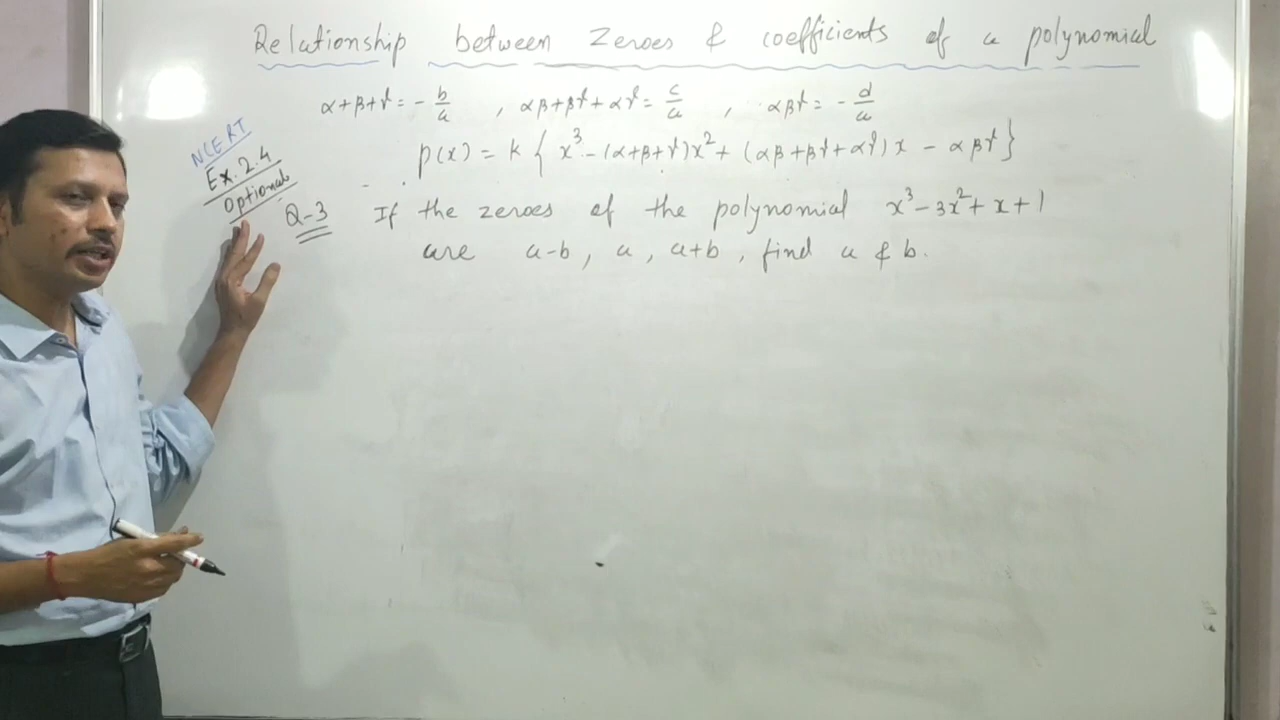 Relationship between Zeroes & coefficients of a polynomial
α+β+γ = - b/a , αβ+βγ+αγ = c/a , αβγ = - d/a
p(x) = k { x³ - (α+β+γ)x² + (αβ+βγ+αγ)x - αβγ }
NCERT
Ex. 2.4
Optional
Q-3 If the zeroes of the polynomial x³-3x²+x+1
are a-b, a, a+b, find a & b.